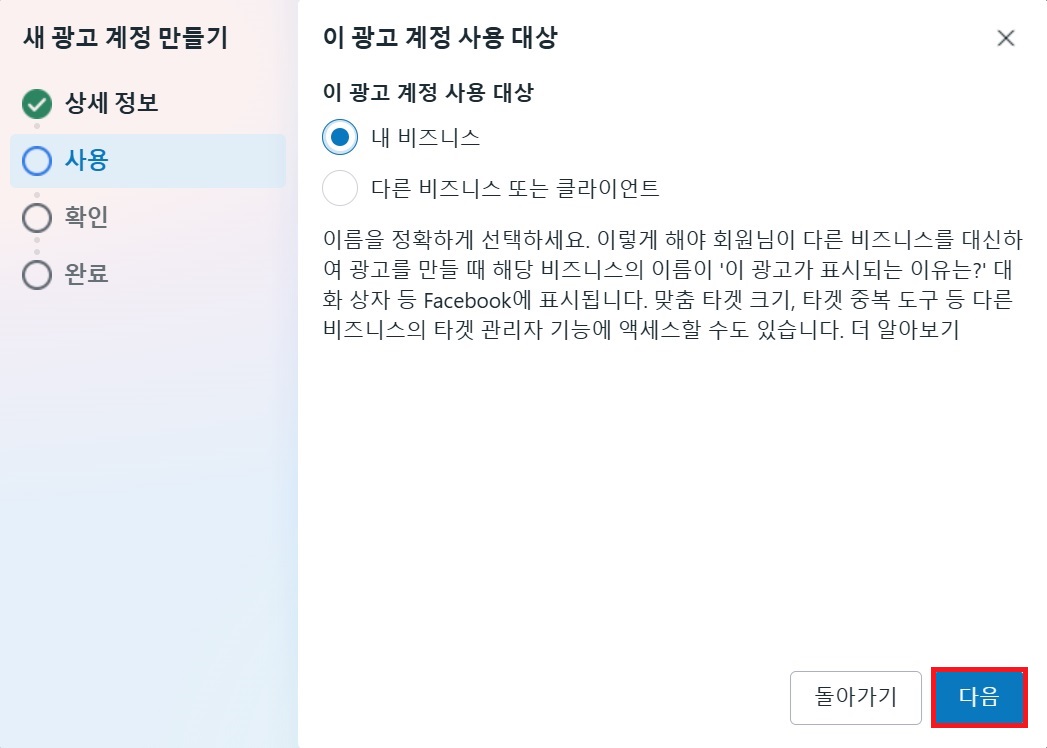 새 광고 계정 만들기
상세 정보
사용
확인
완료
이 광고 계정 사용 대상
이 광고 계정 사용 대상
내 비즈니스
다른 비즈니스 또는 클라이언트
이름을 정확하게 선택하세요. 이렇게 해야 회원님이 다른 비즈니스를 대신하
여 광고를 만들 때 해당 비즈니스의 이름이 '이 광고가 표시되는 이유는?' 대
화 상자 등 Facebook에 표시됩니다. 맞춤 타겟 크기, 타겟 중복 도구 등 다른
비즈니스의 타겟 관리자 기능에 액세스할 수도 있습니다. 더 알아보기
돌아가기
다음